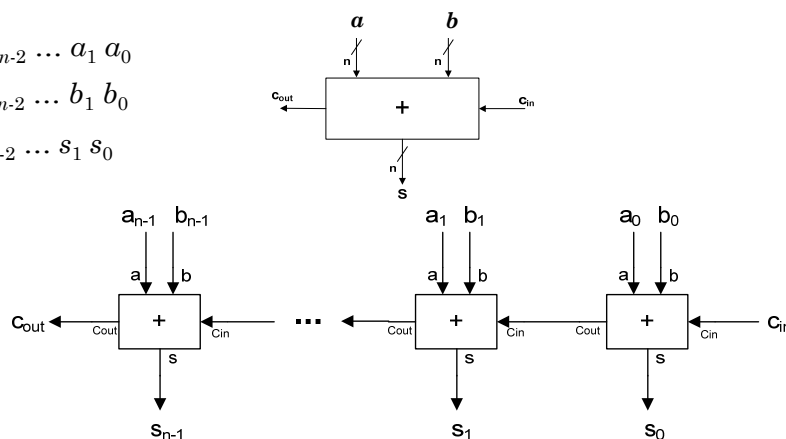 a b
n-2 ... a1 a0
n n
n-2 ... b1 b0
cout + cin
-2 ... s1 s0
n
s
an-1 bn-1 a1 b1 a0 b0
a b a b a b
cout + ... + + cin
Cout Cin Cout Cin Cout Cin
s s s
sn-1 s1 s0